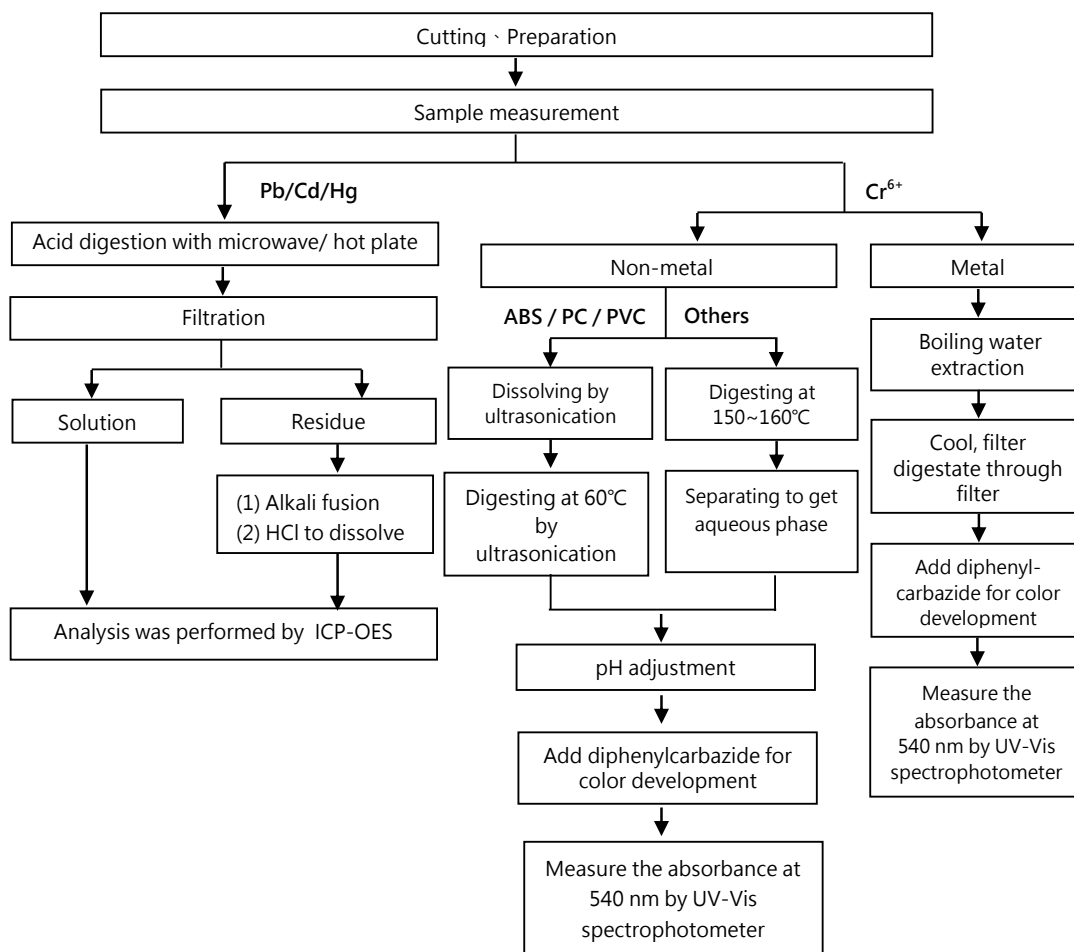 Cutting、Preparation
Sample measurement
Pb/Cd/Hg
Cr⁶⁺
Acid digestion with microwave/ hot plate
Filtration
Solution
Residue
(1) Alkali fusion
(2) HCl to dissolve
Analysis was performed by ICP-OES
Non-metal
ABS / PC / PVC
Others
Dissolving by
ultrasonication
Digesting at
150~160℃
Digesting at 60℃
by
ultrasonication
Separating to get
aqueous phase
pH adjustment
Add diphenylcarbazide for
color development
Measure the absorbance at
540 nm by UV-Vis
spectrophotometer
Metal
Boiling water
extraction
Cool, filter
digestate through
filter
Add diphenyl-
carbazide for color
development
Measure the
absorbance at
540 nm by UV-Vis
spectrophotometer